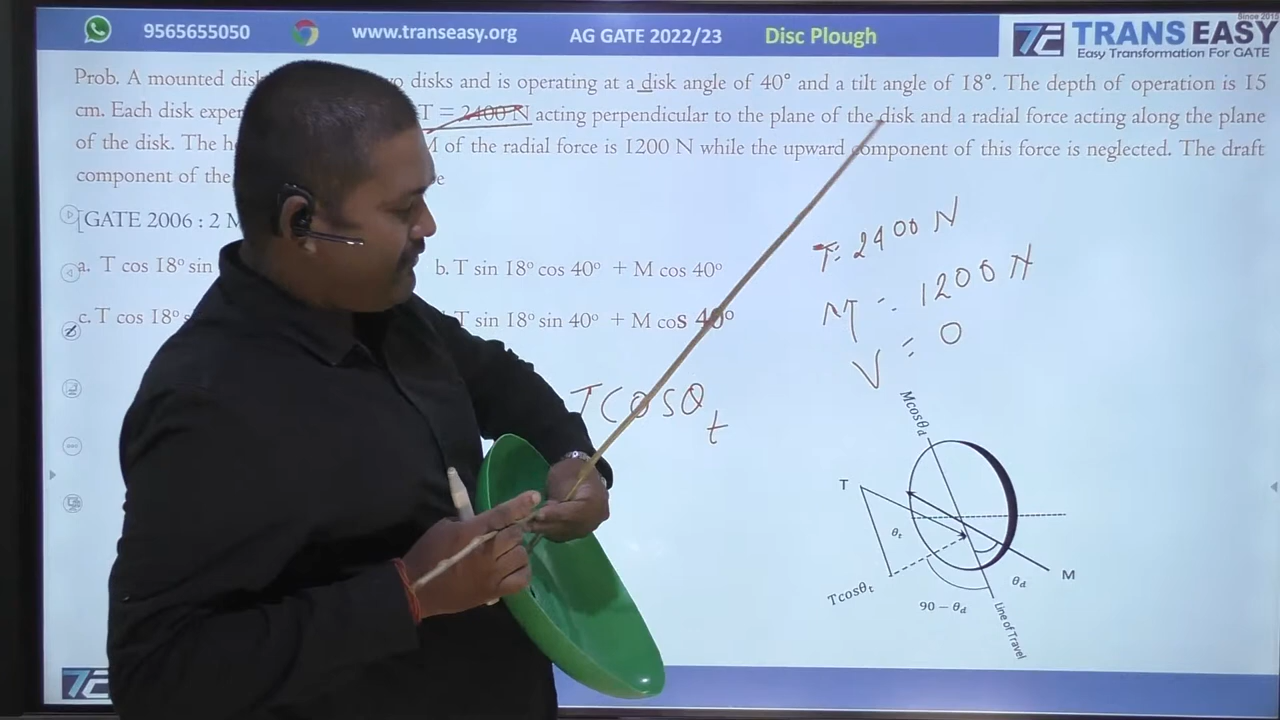 9565655050 www.transeasy.org AG GATE 2022/23 Disc Plough
Since 2015
TRANS EASY
Easy Transformation For GATE
Prob. A mounted disk disks and is operating at a disk angle of 40° and a tilt angle of 18°. The depth of operation is 15
cm. Each disk T = 2400 N acting perpendicular to the plane of the disk and a radial force acting along the plane
of the disk. The M of the radial force is 1200 N while the upward component of this force is neglected. The draft
component of the
[GATE 2006 : 2 M
a. T cos 18° sin b. T sin 18° cos 40° + M cos 40°
c. T cos 18° T sin 18° sin 40° + M cos 40°
T = 2400 N
M = 1200 N
V = 0
T COS θt
Mcosθd
T
θt
Tcosθt
90 − θd
θd
M
Line of Travel